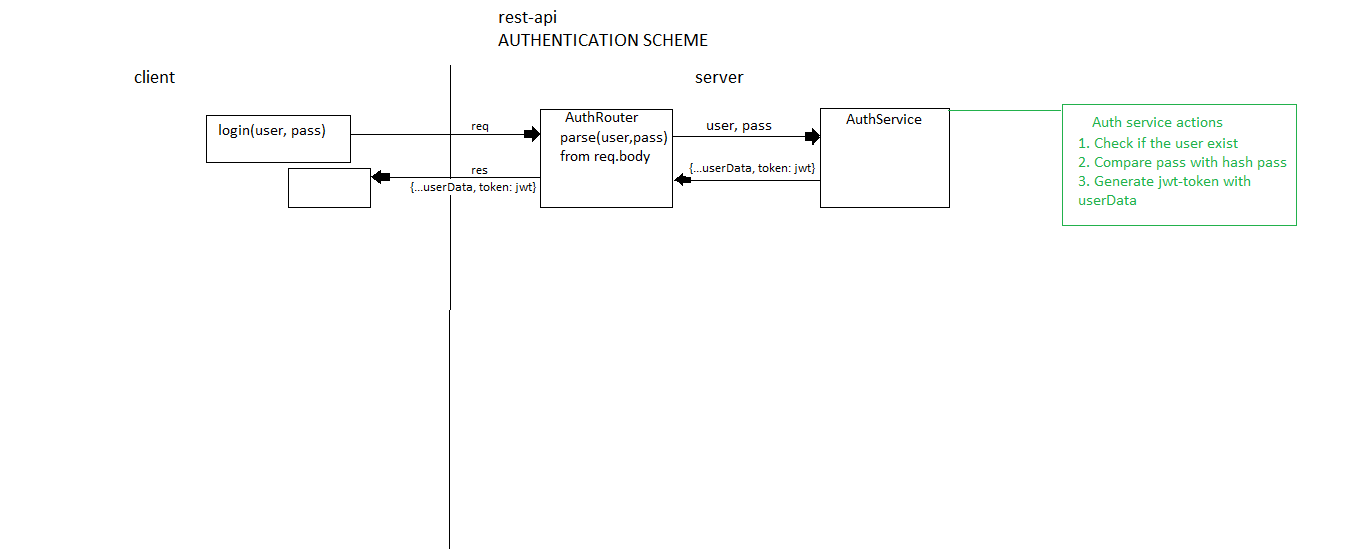 rest-api
AUTHENTICATION SCHEME
client
server
login(user, pass)
req
AuthRouter
parse(user,pass)
from req.body
user, pass
AuthService
res
{...userData, token: jwt}
{...userData, token: jwt}
Auth service actions
1. Check if the user exist
2. Compare pass with hash pass
3. Generate jwt-token with
userData